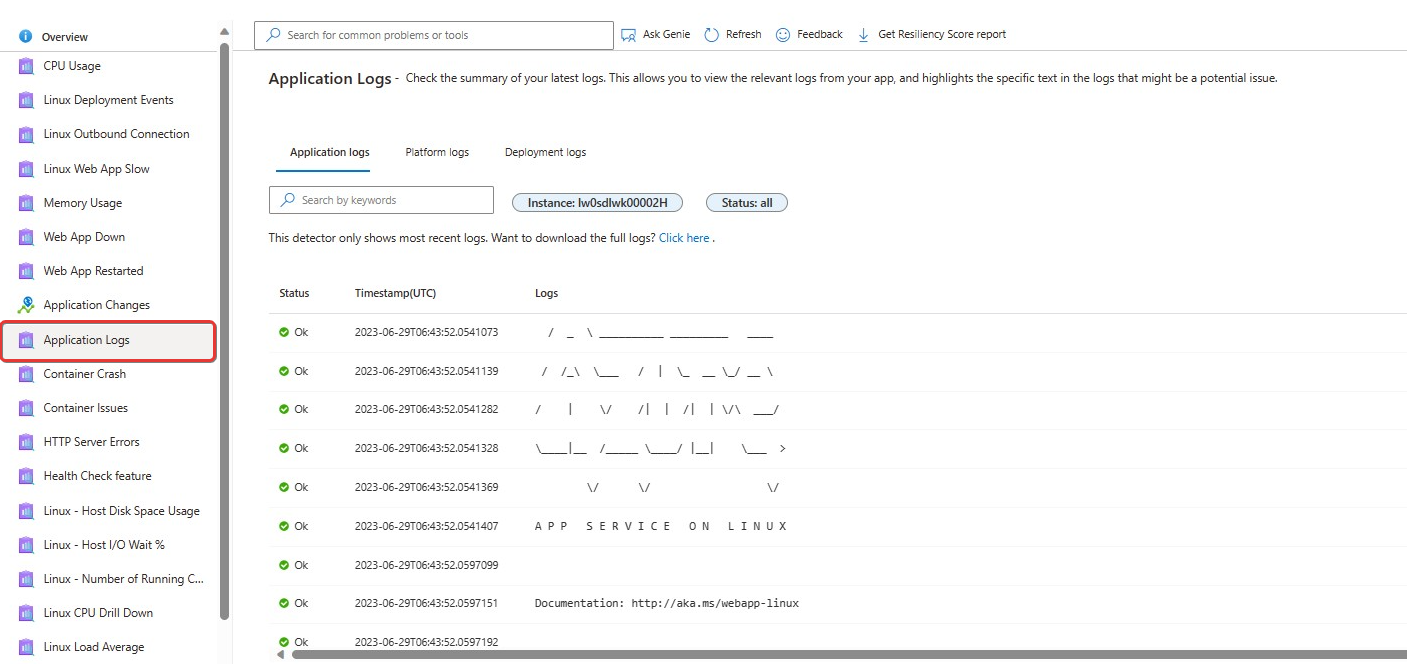 Overview
CPU Usage
Linux Deployment Events
Linux Outbound Connection
Linux Web App Slow
Memory Usage
Web App Down
Web App Restarted
Application Changes
Application Logs
Container Crash
Container Issues
HTTP Server Errors
Health Check feature
Linux - Host Disk Space Usage
Linux - Host I/O Wait %
Linux - Number of Running C...
Linux CPU Drill Down
Linux Load Average
Search for common problems or tools Ask Genie Refresh Feedback Get Resiliency Score report
Application Logs - Check the summary of your latest logs. This allows you to view the relevant logs from your app, and highlights the specific text in the logs that might be a potential issue.
Application logs Platform logs Deployment logs
Search by keywords Instance: lw0sdlwk00002H Status: all
This detector only shows most recent logs. Want to download the full logs? Click here .
Status Timestamp(UTC) Logs
Ok 2023-06-29T06:43:52.0541073   /  _  \ __________ _________   ____
Ok 2023-06-29T06:43:52.0541139  /  /_\  \___   /  |  \_  __ \_/ __ \
Ok 2023-06-29T06:43:52.0541282 /    |    \/    /|  |  /|  | \/\  ___/
Ok 2023-06-29T06:43:52.0541328 \____|__  /_____ \____/ |__|    \___  >
Ok 2023-06-29T06:43:52.0541369         \/      \/                  \/
Ok 2023-06-29T06:43:52.0541407 A P P   S E R V I C E   O N   L I N U X
Ok 2023-06-29T06:43:52.0597099
Ok 2023-06-29T06:43:52.0597151 Documentation: http://aka.ms/webapp-linux
Ok 2023-06-29T06:43:52.0597192